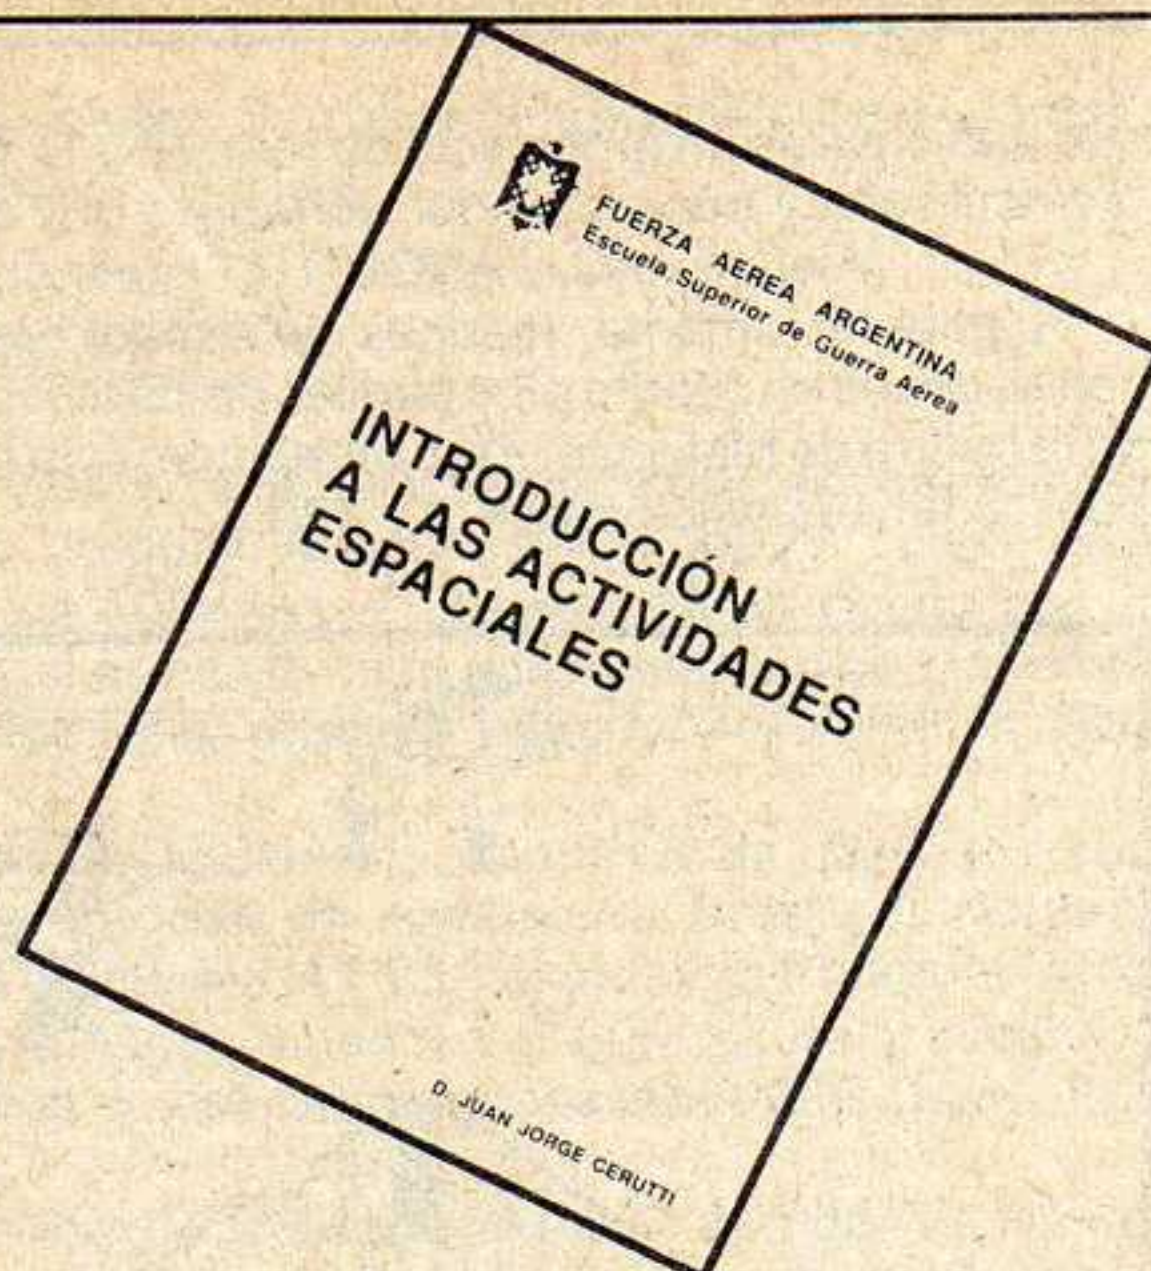 FUERZA AEREA ARGENTINA
Escuela Superior de Guerra Aerea
INTRODUCCIÓN
A LAS ACTIVIDADES
ESPACIALES
D. JUAN JORGE CERUTTI